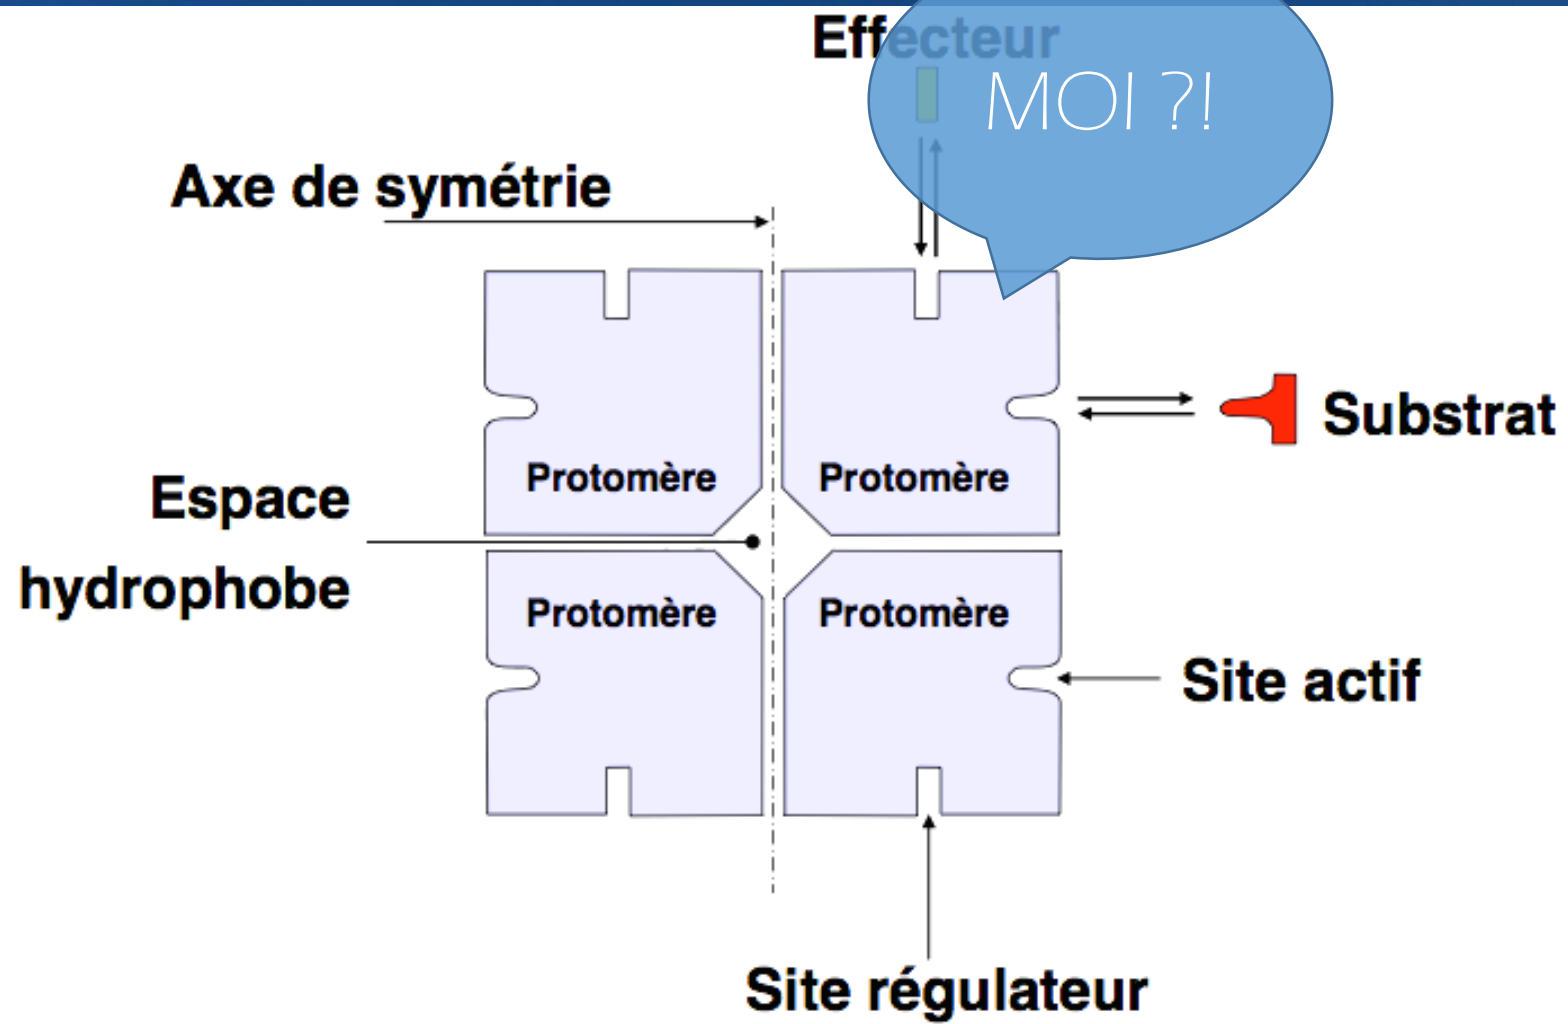 Effecteur
MOI ?!
Axe de symétrie
Substrat
Protomère
Protomère
Espace
hydrophobe
Protomère
Protomère
Site actif
Site régulateur